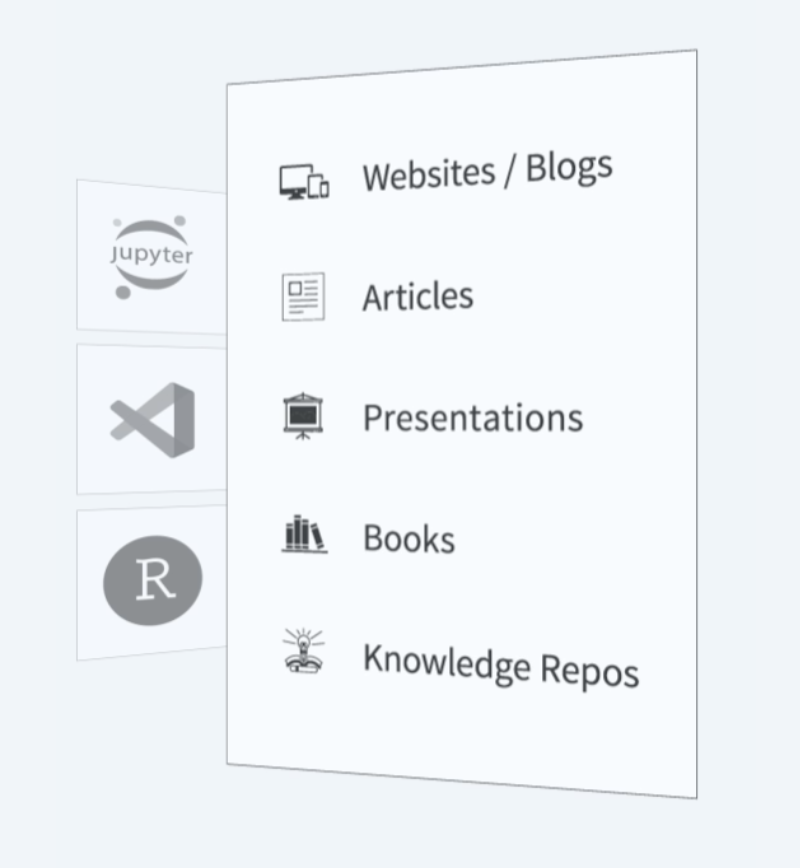 Websites / Blogs
Jupyter
Articles
Presentations
Books
R
Knowledge Repos